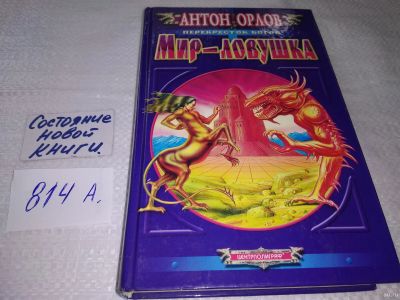 АНТОН ОРЛОВ
ПЕРЕКРЕСТОК БОГОВ
МИР-ЛОВУШКА
Состояние
новой
книги.
814 А.
ЦЕНТРПОЛИГРАФ